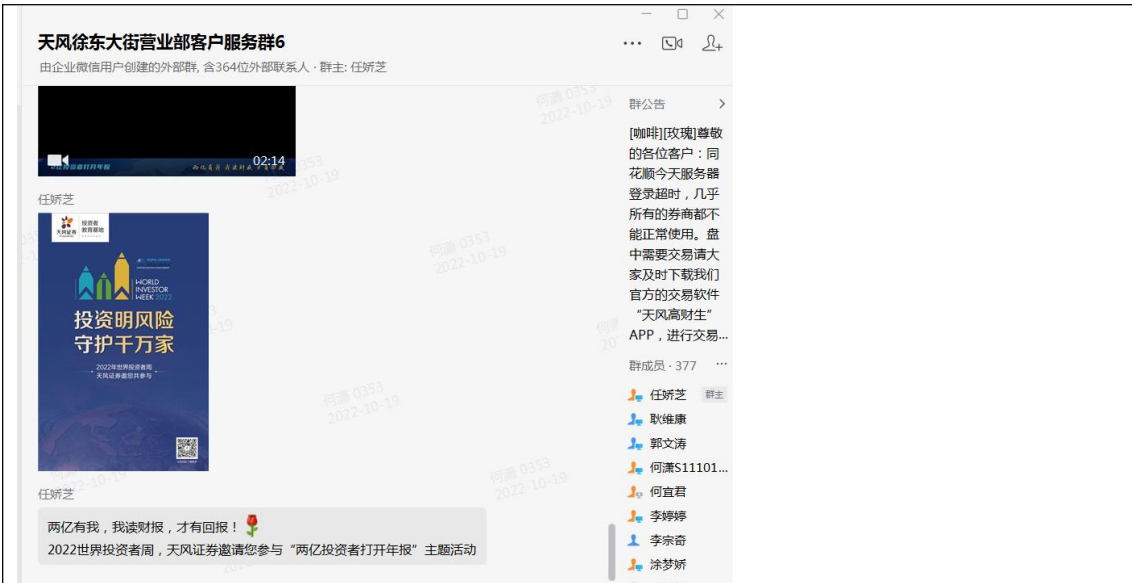 天风徐东大街营业部客户服务群6
由企业微信用户创建的外部群, 含364位外部联系人 · 群主: 任娇芝
02:14
任娇芝
天风证券
投资者
教育基地
WORLD
INVESTOR
WEEK 2022
投资明风险
守护千万家
2022年世界投资者周
天风证券邀您共参与
任娇芝
两亿有我，我读财报，才有回报！
2022世界投资者周，天风证券邀请您参与“两亿投资者打开年报”主题活动
群公告
[咖啡][玫瑰]尊敬
的各位客户：同
花顺今天服务器
登录超时，几乎
所有的券商都不
能正常使用。盘
中需要交易请大
家及时下载我们
官方的交易软件
“天风高财生”
APP，进行交易...
群成员 · 377
任娇芝 群主
耿维康
郭文涛
何潇S11101...
何宜君
李婷婷
李宗奇
涂梦娇
何潇 0353
2022-10-19